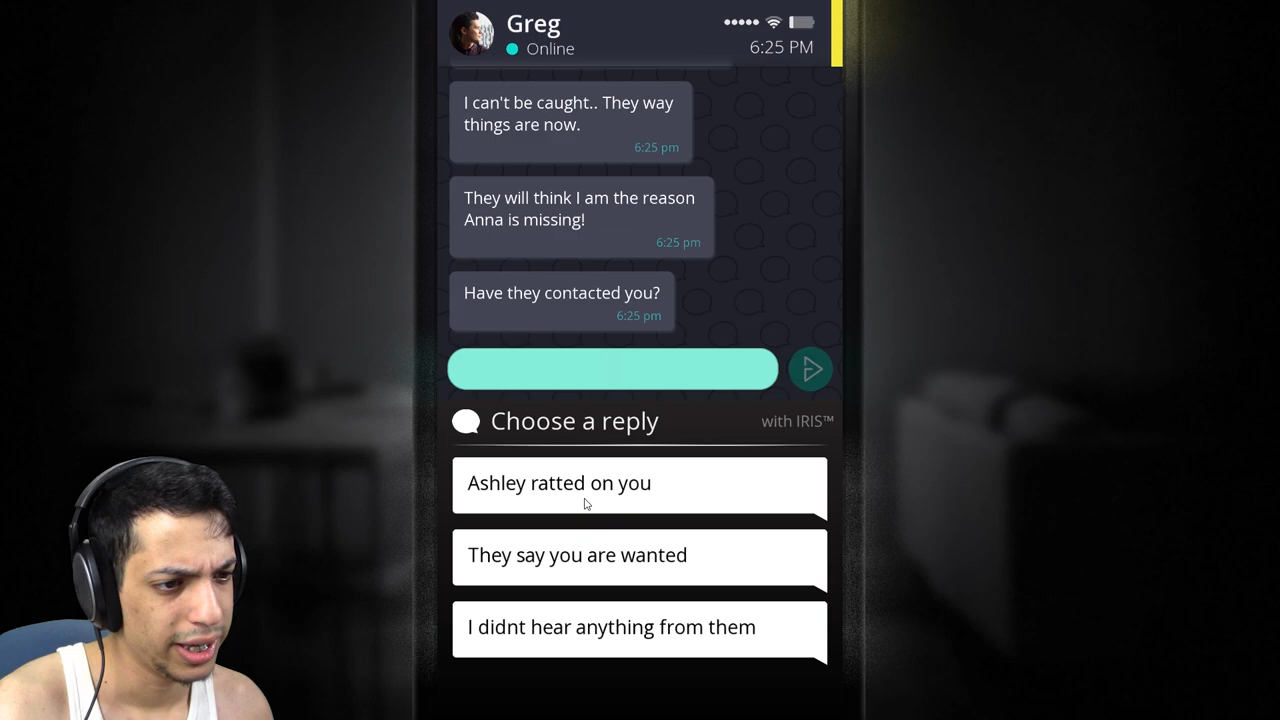 Greg
Online
6:25 PM
I can't be caught.. They way
things are now.
6:25 pm
They will think I am the reason
Anna is missing!
6:25 pm
Have they contacted you?
6:25 pm
Choose a reply
with IRIS™
Ashley ratted on you
They say you are wanted
I didnt hear anything from them